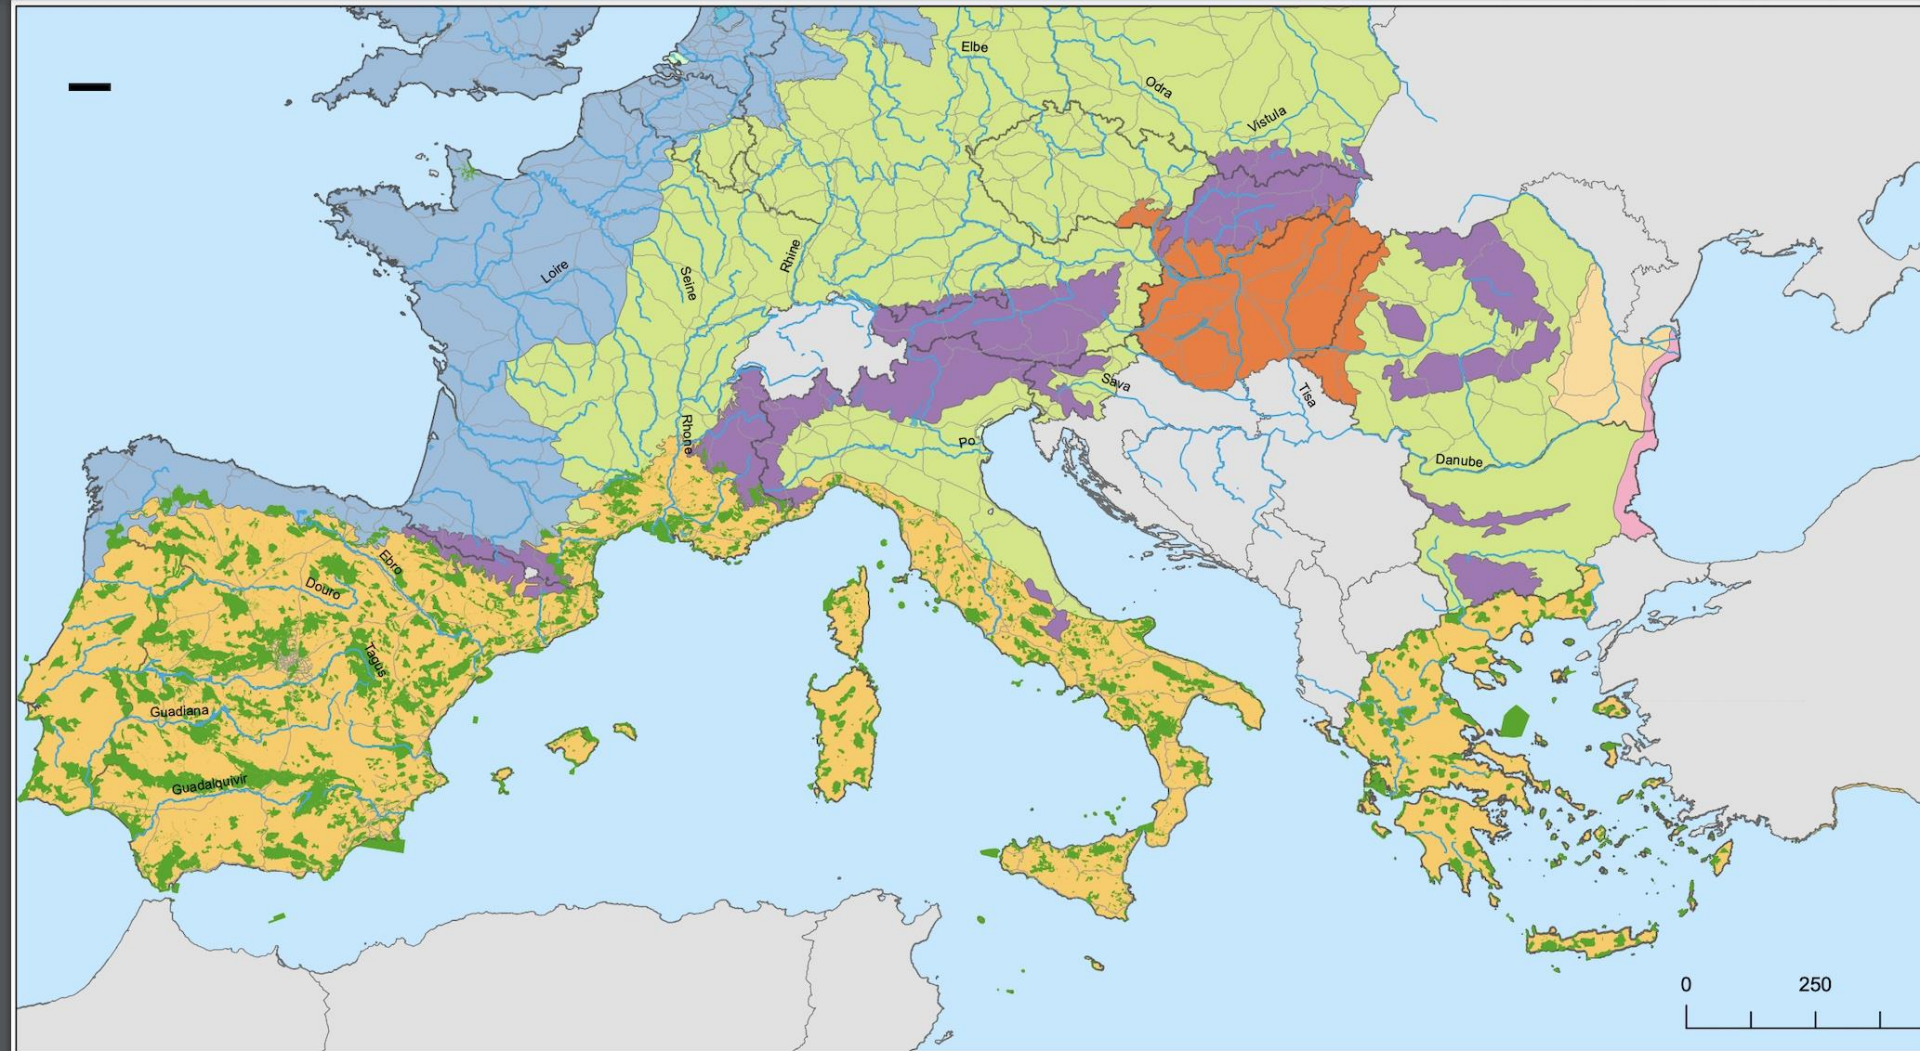 Elbe
Odra
Vistula
Loire
Seine
Rhine
Sava
Tisa
Rhone
Po
Danube
Ebro
Douro
Tagus
Guadiana
Guadalquivir
0 250